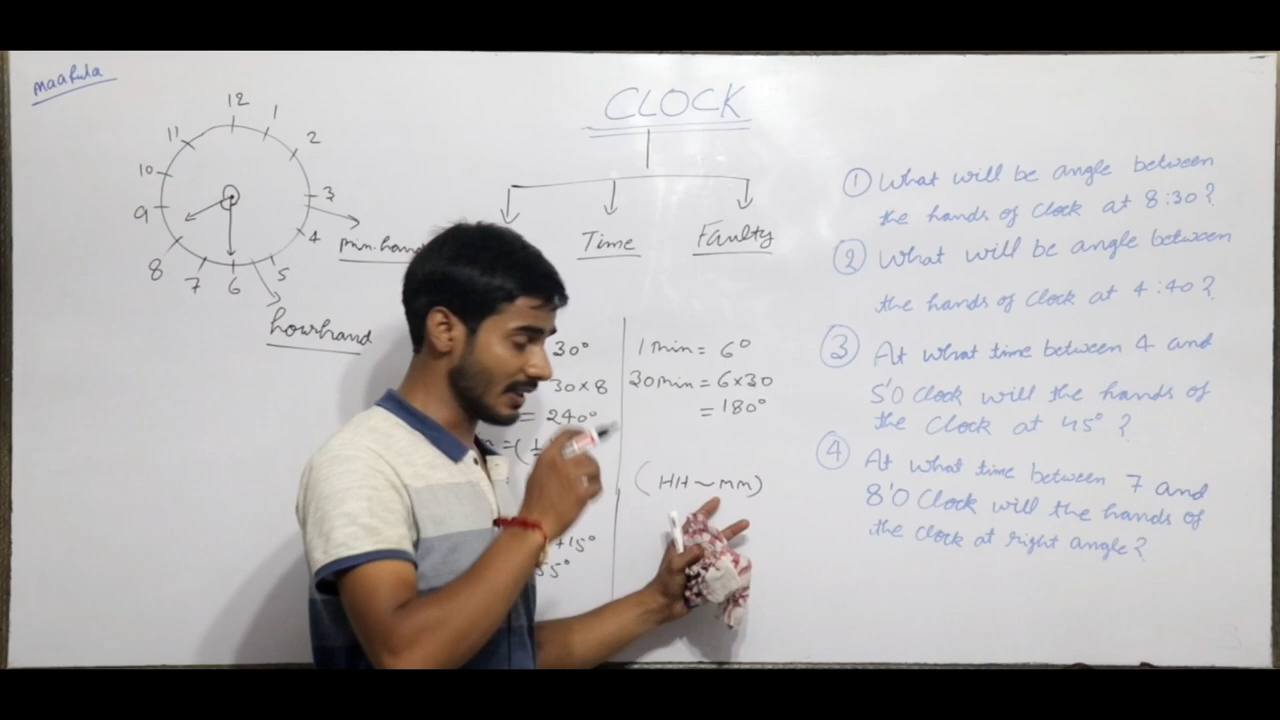 maafula
CLOCK
12
1
2
3
4
5
6
7
8
9
10
11
min. hand
hourhand
Time
Faulty
30°
30×8
= 240°
+15°
55°
1 min = 6°
30min = 6×30
= 180°
(HH~MM)
① What will be angle between
the hands of Clock at 8:30?
② What will be angle between
the hands of Clock at 4:40?
③ At what time between 4 and
5'0 Clock will the hands of
the Clock at 45° ?
④ At what time between 7 and
8'0 Clock will the hands of
the clock at right angle?